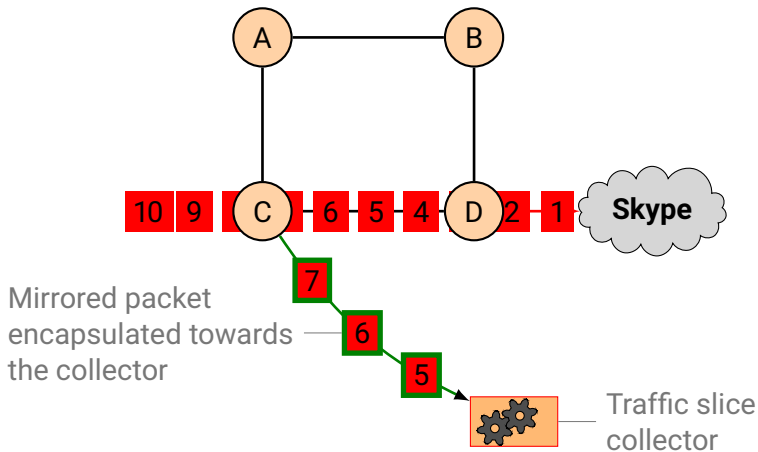 A
B
10 9 C 6 5 4 D 2 1 Skype
7
Mirrored packet
encapsulated towards
the collector
6
5
Traffic slice
collector